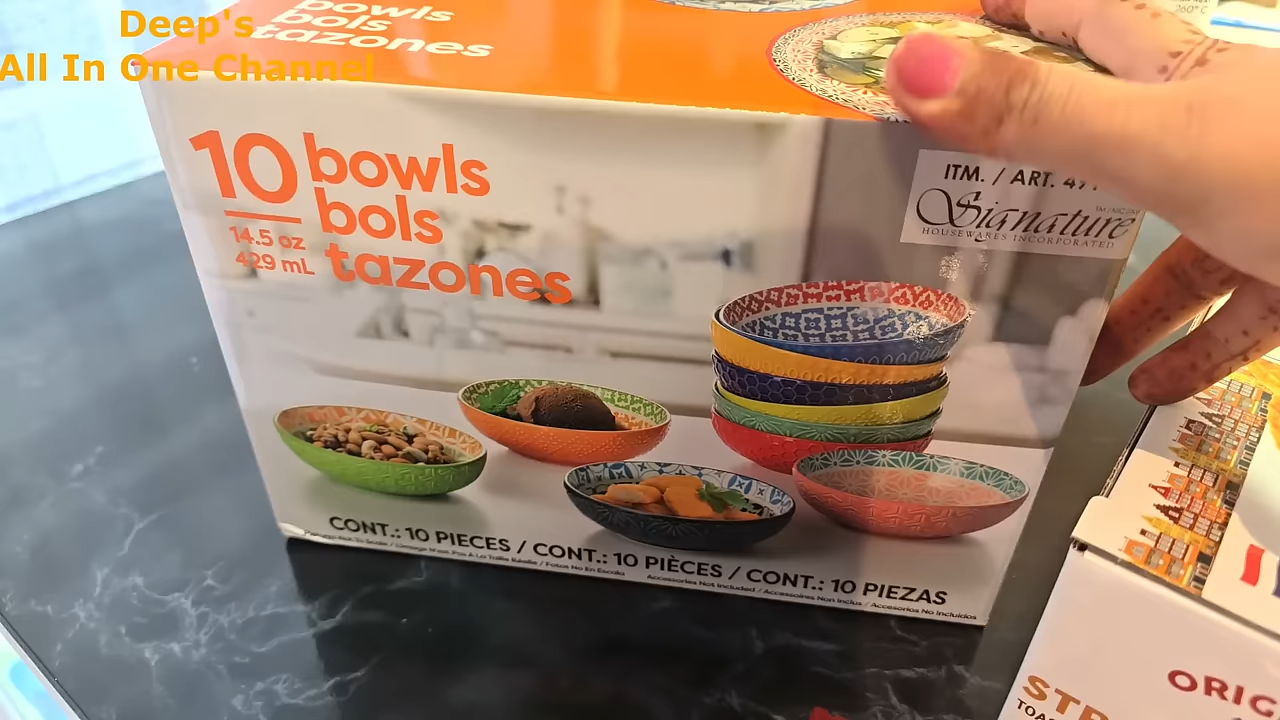 Deep's
All In One Channel
bowls
bols
tazones
10 bowls
bols
tazones
14.5 oz
429 mL
ITM. / ART.
Signature
HOUSEWARES INCORPORATED
CONT.: 10 PIECES / CONT.: 10 PIÈCES / CONT.: 10 PIEZAS
Accessories Not Included / Accessoires Non Inclus / Accesorios No Incluidos
260°C